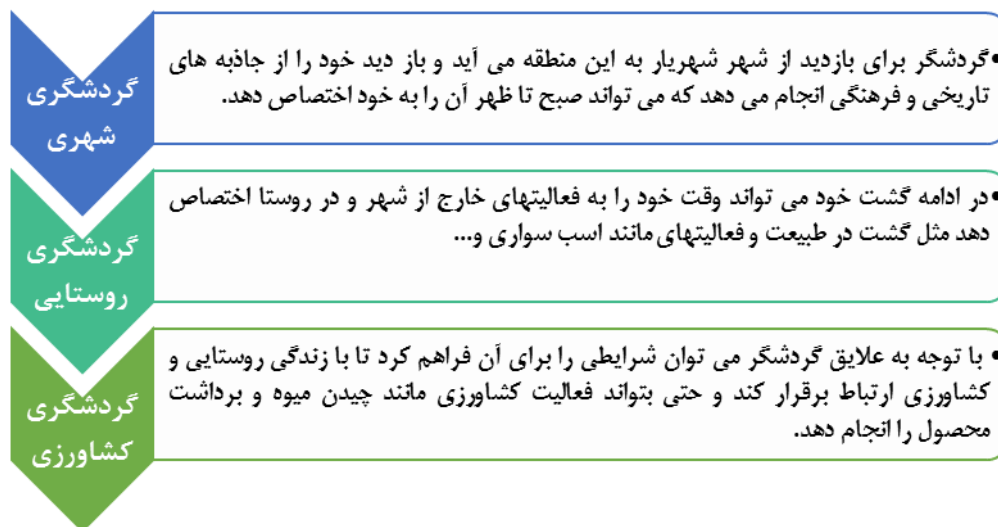 گردشگری
شهری
•گردشگر برای بازدید از شهر شهریار به این منطقه می آید و باز دید خود را از جاذبه های
تاریخی و فرهنگی انجام می دهد که می تواند صبح تا ظهر آن را به خود اختصاص دهد.
گردشگری
روستایی
•در ادامه گشت خود می تواند وقت خود را به فعالیتهای خارج از شهر و در روستا اختصاص
دهد مثل گشت در طبیعت و فعالیتهای مانند اسب سواری و...
گردشگری
کشاورزی
• با توجه به علایق گردشگر می توان شرایطی را برای آن فراهم کرد تا با زندگی روستایی و
کشاورزی ارتباط برقرار کند و حتی بتواند فعالیت کشاورزی مانند چیدن میوه و برداشت
محصول را انجام دهد.